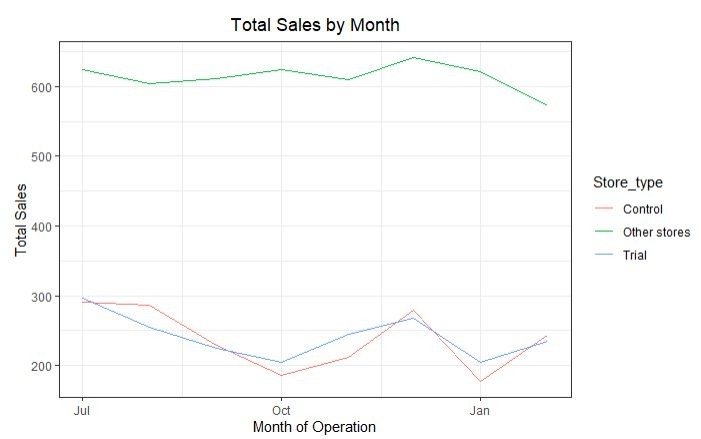 Total Sales by Month
Total Sales
600
500
400
300
200
Jul
Oct
Jan
Month of Operation
Store_type
Control
Other stores
Trial